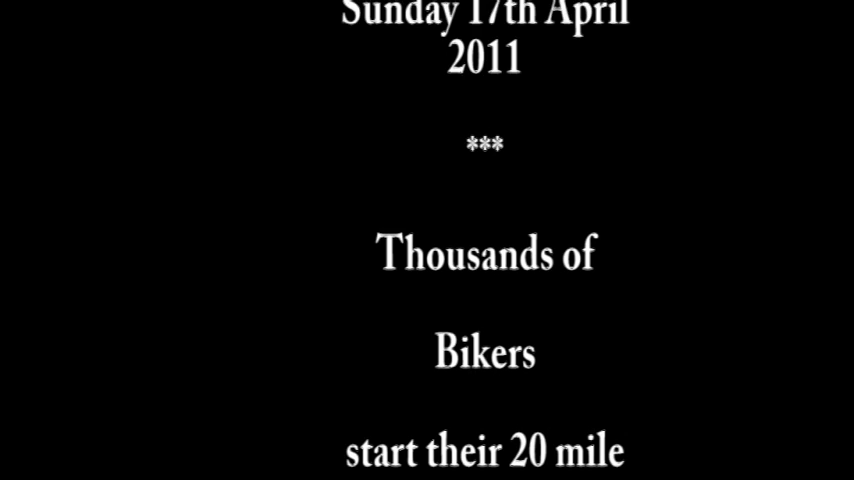 Sunday 17th April
2011
***
Thousands of
Bikers
start their 20 mile